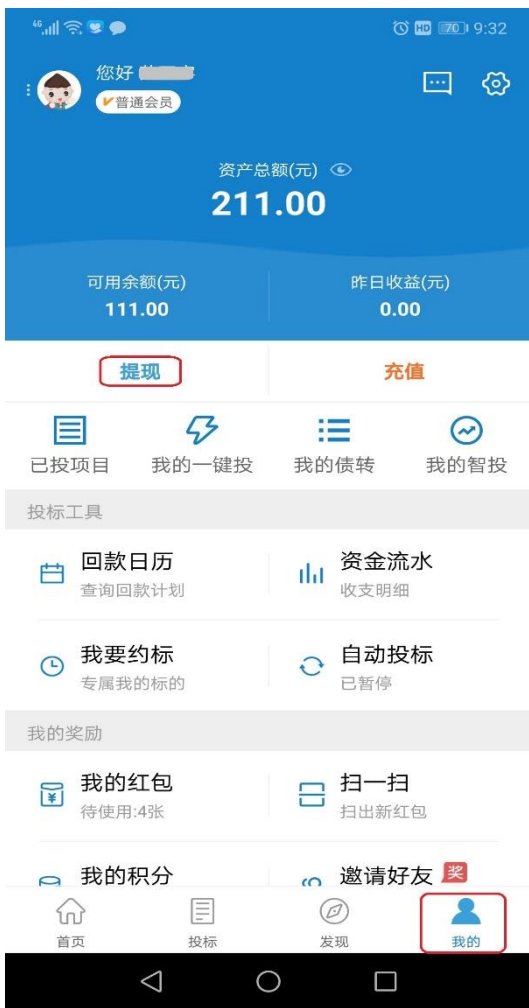 46 HD 70 9:32
您好
普通会员
资产总额(元)
211.00
可用余额(元) 昨日收益(元)
111.00 0.00
提现 充值
已投项目 我的一键投 我的债转 我的智投
投标工具
回款日历 资金流水
查询回款计划 收支明细
我要约标 自动投标
专属我的标的 已暂停
我的奖励
我的红包 扫一扫
待使用:4张 扫出新红包
我的积分 邀请好友 奖
首页 投标 发现 我的